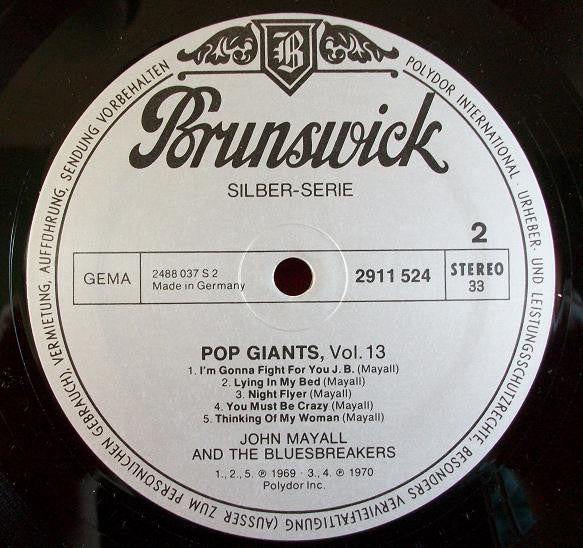 B
Brunswick
SILBER-SERIE
2
GEMA
2488 037 S 2
Made in Germany
2911 524
STEREO
33
POP GIANTS, Vol. 13
1. I'm Gonna Fight For You J. B. (Mayall)
2. Lying In My Bed (Mayall)
3. Night Flyer (Mayall)
4. You Must Be Crazy (Mayall)
5. Thinking Of My Woman (Mayall)
JOHN MAYALL
AND THE BLUESBREAKERS
1., 2., 5. ℗ 1969 · 3., 4. ℗ 1970
Polydor Inc.
POLYDOR INTERNATIONAL · URHEBER- UND LEISTUNGSSCHUTZRECHTE, BESONDERS VERVIELFÄLTIGUNG (AUSSER ZUM PERSÖNLICHEN GEBRAUCH), VERMIETUNG, AUFFÜHRUNG, SENDUNG VORBEHALTEN